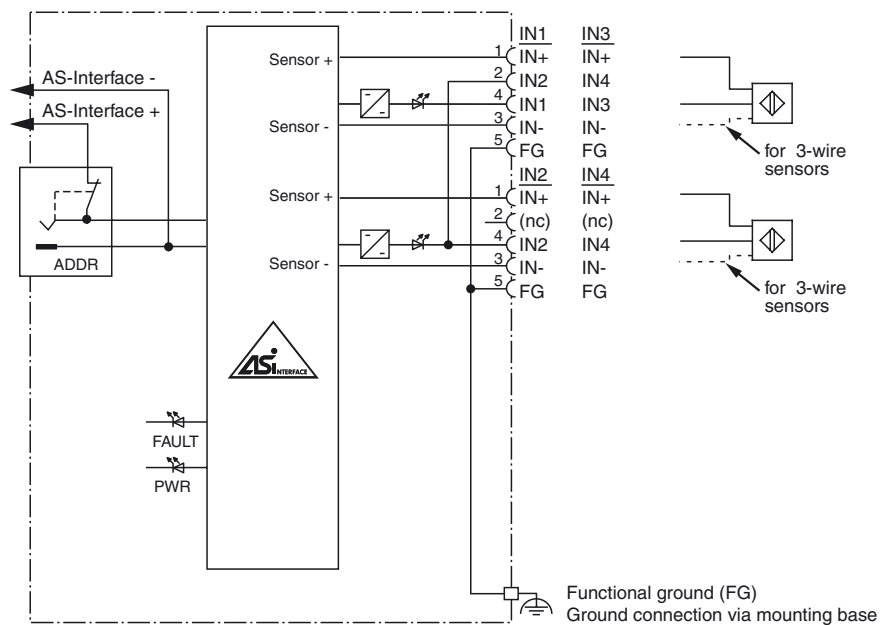 IN1 IN3
Sensor + 1 IN+ IN+
2 IN2 IN4
AS-Interface -
4 IN1 IN3
AS-Interface +
Sensor - 3 IN- IN-
5 FG FG
for 3-wire
sensors
IN2 IN4
Sensor + 1 IN+ IN+
2 (nc) (nc)
4 IN2 IN4
ADDR
Sensor - 3 IN- IN-
5 FG FG
for 3-wire
sensors
ASi INTERFACE
FAULT
PWR
Functional ground (FG)
Ground connection via mounting base